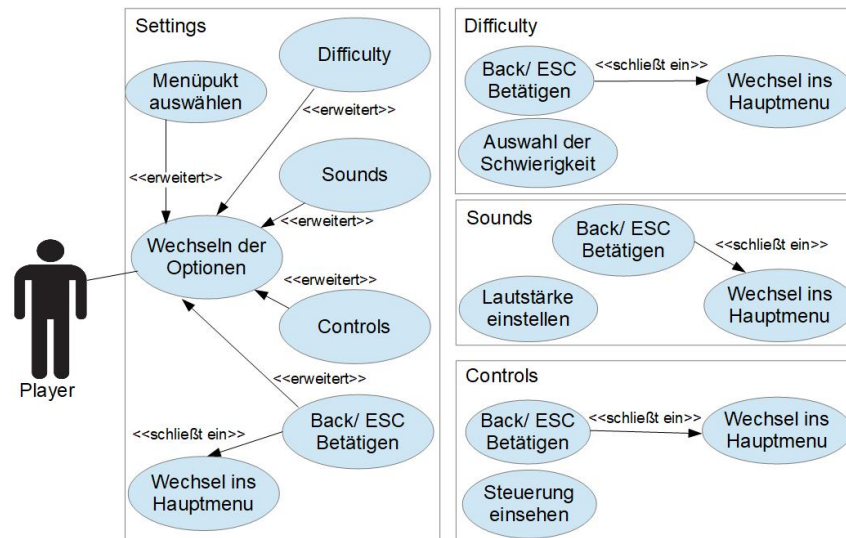 Settings
Difficulty
Menüpukt
auswählen
<<erweitert>>
<<erweitert>>
Sounds
<<erweitert>>
Wechseln der
Optionen
<<erweitert>>
Controls
<<erweitert>>
Back/ ESC
Betätigen
<<schließt ein>>
Wechsel ins
Hauptmenu
Player
Difficulty
Back/ ESC
Betätigen
<<schließt ein>>
Wechsel ins
Hauptmenu
Auswahl der
Schwierigkeit
Sounds
Back/ ESC
Betätigen
<<schließt ein>>
Wechsel ins
Hauptmenu
Lautstärke
einstellen
Controls
Back/ ESC
Betätigen
<<schließt ein>>
Wechsel ins
Hauptmenu
Steuerung
einsehen